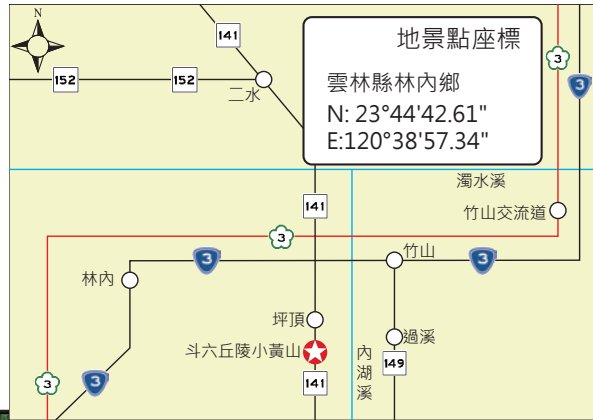 N
141
地景點座標
雲林縣林內鄉
N: 23°44'42.61"
E:120°38'57.34"
3
3
152
152
二水
濁水溪
141
竹山交流道
3
3
竹山
3
林內
坪頂
斗六丘陵小黃山
過溪
內湖溪
149
3
3
141